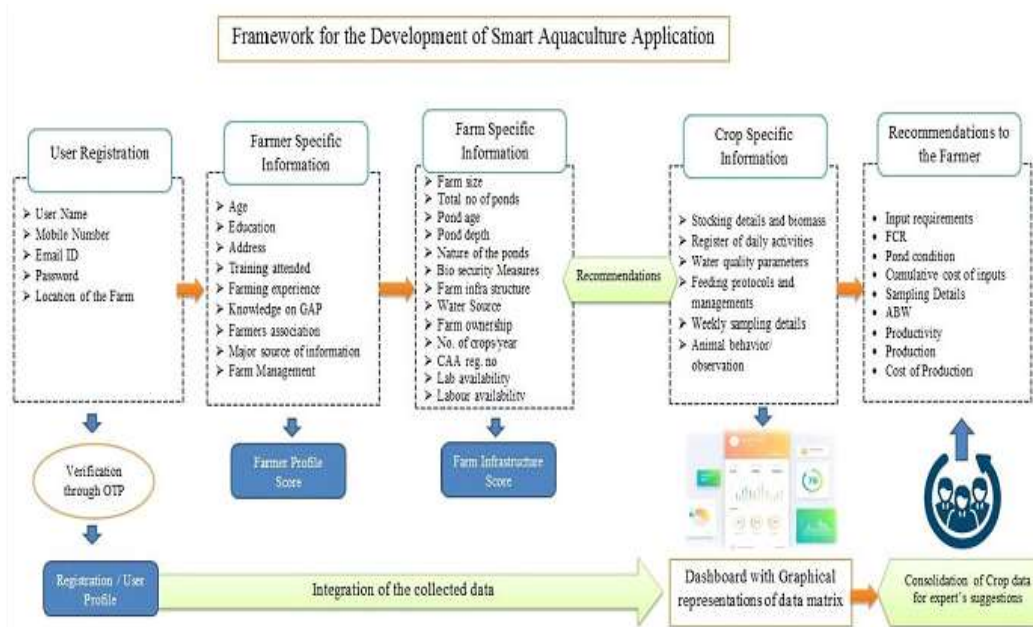 Framework for the Development of Smart Aquaculture Application
User Registration
User Name
Mobile Number
Email ID
Password
Location of the Farm
Verification
through OTP
Registration / User
Profile
Farmer Specific
Information
Age
Education
Address
Training attended
Farming experience
Knowledge on GAP
Farmers association
Major source of information
Farm Management
Farmer Profile
Score
Farm Specific
Information
Farm size
Total no of ponds
Pond age
Pond depth
Nature of the ponds
Bio security Measures
Farm infra structure
Water Source
Farm ownership
No. of crops/year
CAA reg. no
Lab availability
Labour availability
Farm Infrastructure
Score
Recommendations
Crop Specific
Information
Stocking details and biomass
Register of daily activities
Water quality parameters
Feeding protocols and
managements
Weekly sampling details
Animal behavior/
observation
Recommendations to
the Farmer
Input requirements
FCR
Pond condition
Cumulative cost of inputs
Sampling Details
ABW
Productivity
Production
Cost of Production
Integration of the collected data
Dashboard with Graphical
representations of data matrix
Consolidation of Crop data
for expert's suggestions